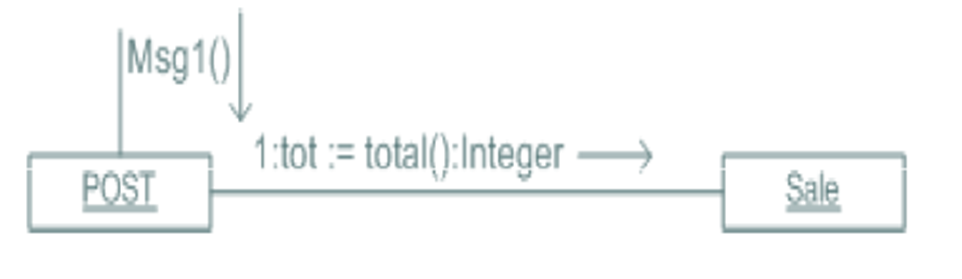 Msg1()
1:tot := total():Integer
POST
Sale